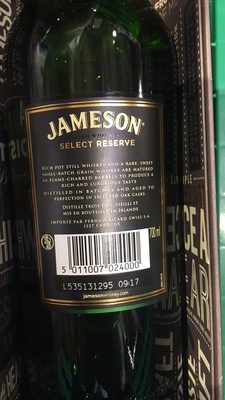 JAMESON
SELECT RESERVE
RICH POT STILL WHISKEY AND A RARE, SWEET
SMALL-BATCH GRAIN WHISKEY ARE MATURED
IN FLAME-CHARRED BARRELS TO PRODUCE A
RICH AND LUXURIOUS TASTE
DISTILLED IN BATCHES AND AGED TO
PERFECTION IN SELECTED OAK CASKS.
DISTILLÉ TROIS FOIS, VIEILLI ET
MIS EN BOUTEILLE EN IRLANDE
IMPORTÉ PAR PERNOD RICARD SWISS S.A.
1227 CAROUGE
700 ml
5 011007 024000
L535131295 09:17
jamesonwhiskey.com